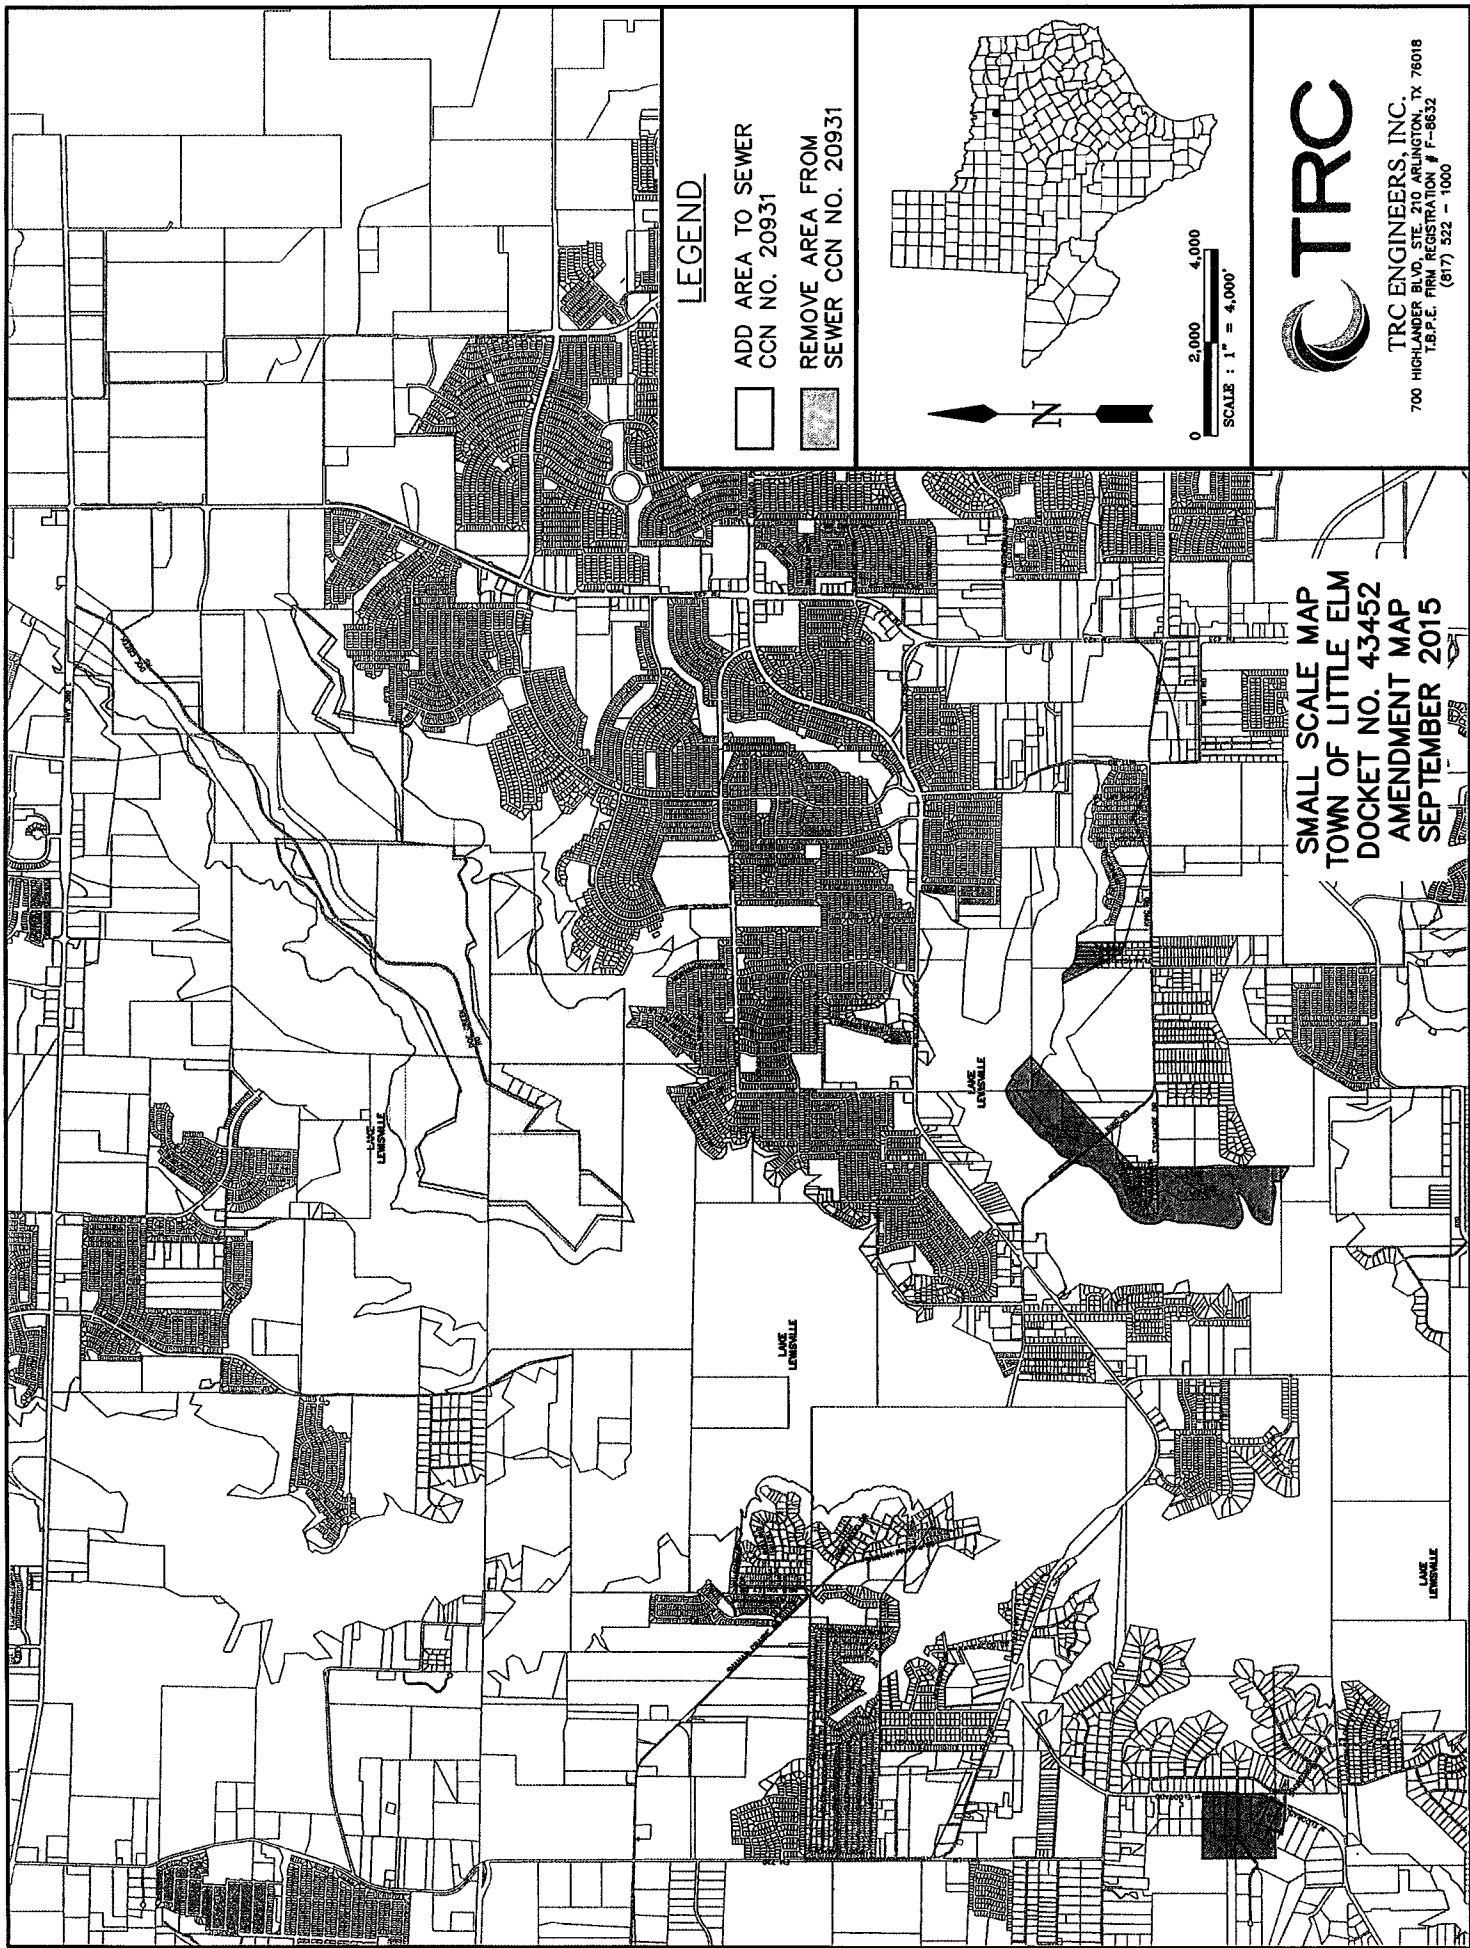 LEGEND
ADD AREA TO SEWER
CCN NO. 20931
REMOVE AREA FROM
SEWER CCN NO. 20931
N
0 2,000 4,000
SCALE : 1" = 4,000'
TRC
TRC ENGINEERS, INC.
700 HIGHLANDER BLVD, STE. 210 ARLINGTON, TX 76018
T.B.P.E. FIRM REGISTRATION # F-8632
(817) 522 - 1000
SMALL SCALE MAP
TOWN OF LITTLE ELM
DOCKET NO. 43452
AMENDMENT MAP
SEPTEMBER 2015
LAKE
LEWISVILLE
LAKE
LEWISVILLE
LAKE
LEWISVILLE
LAKE
LEWISVILLE